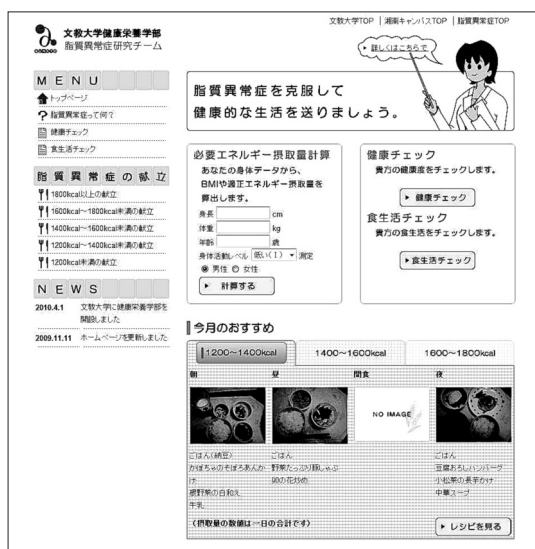 文教大学TOP │湘南キャンパスTOP │脂質異常症TOP
文教大学健康栄養学部
脂質異常症研究チーム
詳しくはこちらで
脂質異常症を克服して
健康的な生活を送りましょう。
MENU
トップページ
脂質異常症って何？
健康チェック
食生活チェック
脂質異常症の献立
1800kcal以上の献立
1600kcal～1800kcal未満の献立
1400kcal～1600kcal未満の献立
1200kcal～1400kcal未満の献立
1200kcal未満の献立
NEWS
2010.4.1 文教大学に健康栄養学部を
開設しました
2009.11.11 ホームページを更新しました
必要エネルギー摂取量計算
あなたの身体データから、
BMIや適正エネルギー摂取量を
算出します。
身長 cm
体重 kg
年齢 歳
身体活動レベル 低い(Ⅰ) 測定
男性 女性
計算する
健康チェック
貴方の健康度をチェックします。
健康チェック
食生活チェック
貴方の食生活をチェックします。
食生活チェック
今月のおすすめ
1200～1400kcal 1400～1600kcal 1600～1800kcal
朝 昼 間食 夜
NO IMAGE
ごはん(納豆)
かぼちゃのそぼろあんか
け
根野菜の白和え
牛乳
ごはん
野菜たっぷり豚しゃぶ
卯の花炒め
ごはん
豆腐おろしハンバーグ
小松菜の長芋かけ
中華スープ
(摂取量の数値は一日の合計です)
レシピを見る